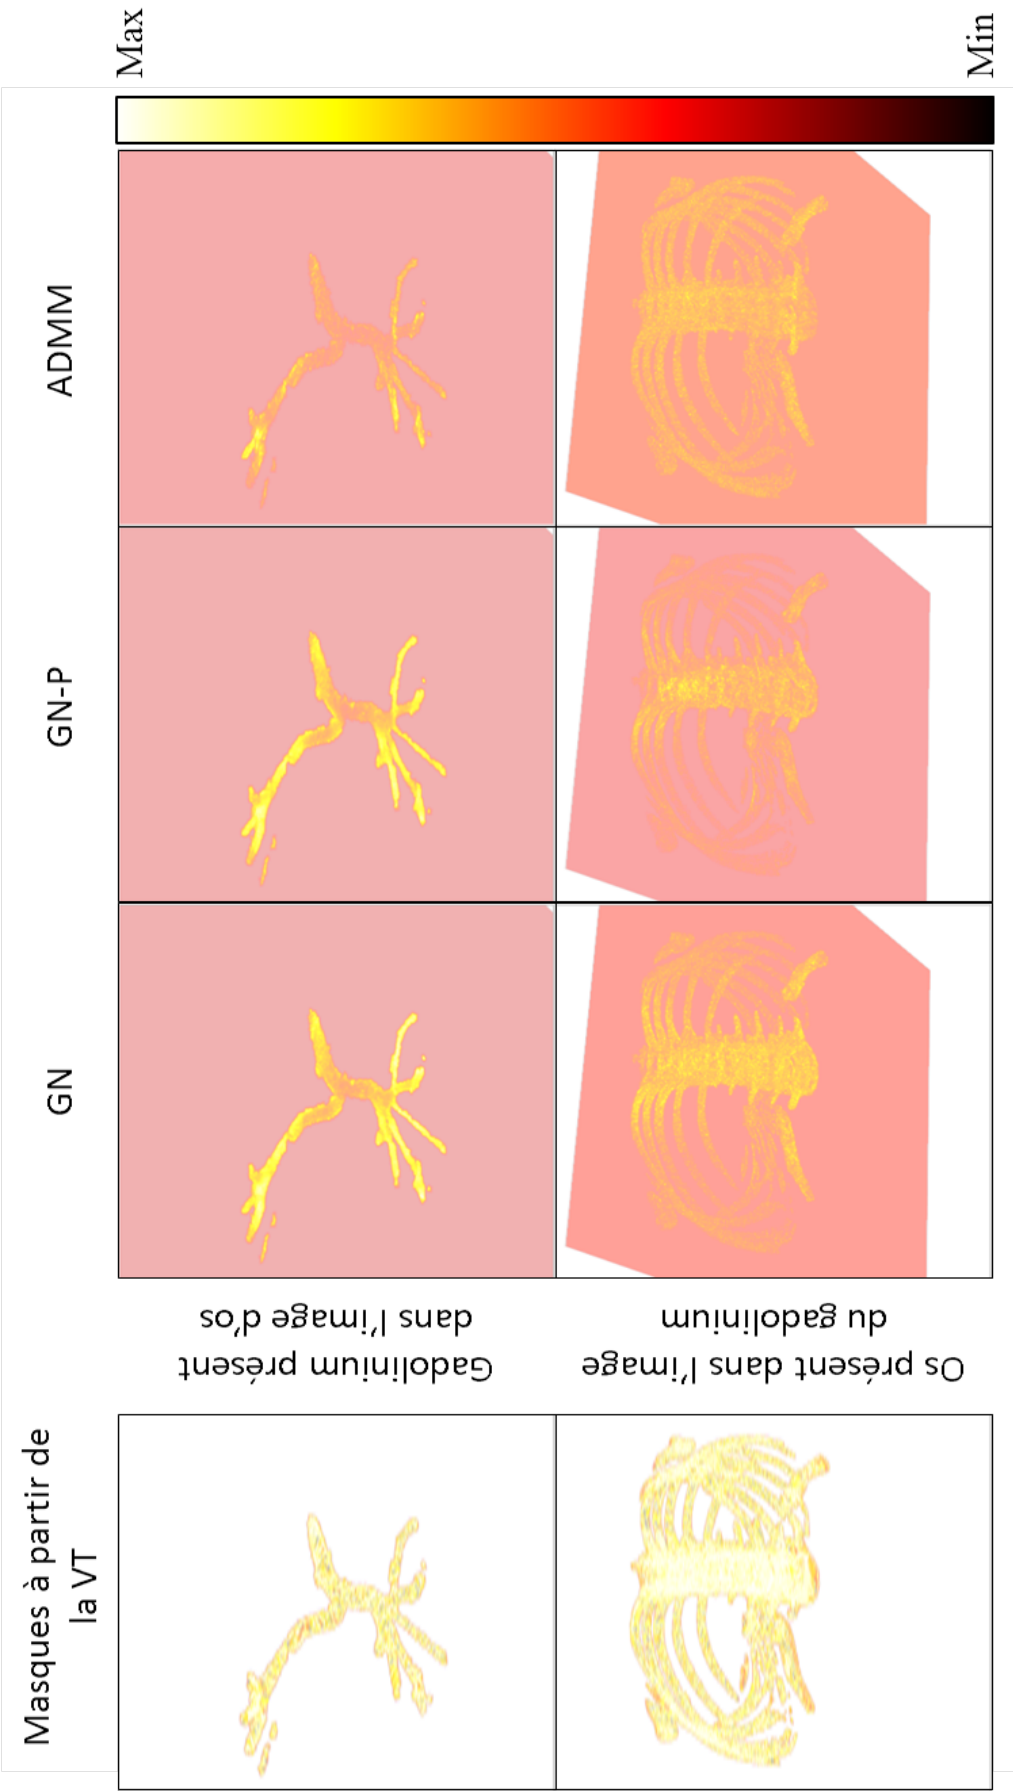 Masques à partir de
la VT
GN
GN-P
ADMM
Gadolinium présent
dans l'image d'os
Os présent dans l'image
du gadolinium
Max
Min